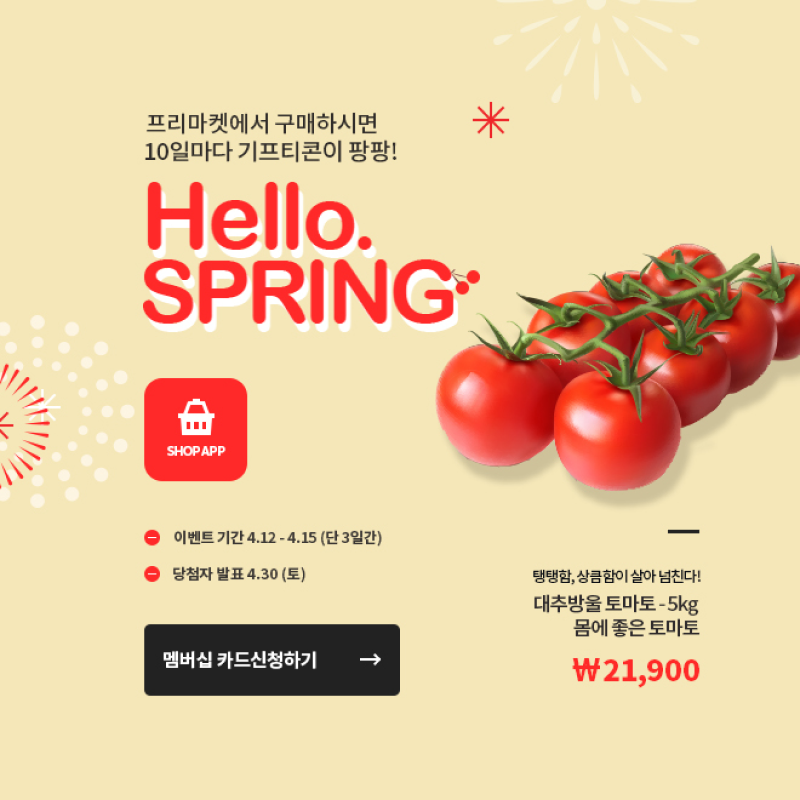 프리마켓에서 구매하시면
10일마다 기프티콘이 팡팡!
Hello.
SPRING
SHOP APP
이벤트 기간 4.12 - 4.15 (단 3일간)
당첨자 발표 4.30 (토)
멤버십 카드신청하기
탱탱함, 상큼함이 살아 넘친다!
대추방울 토마토 - 5kg
몸에 좋은 토마토
₩21,900